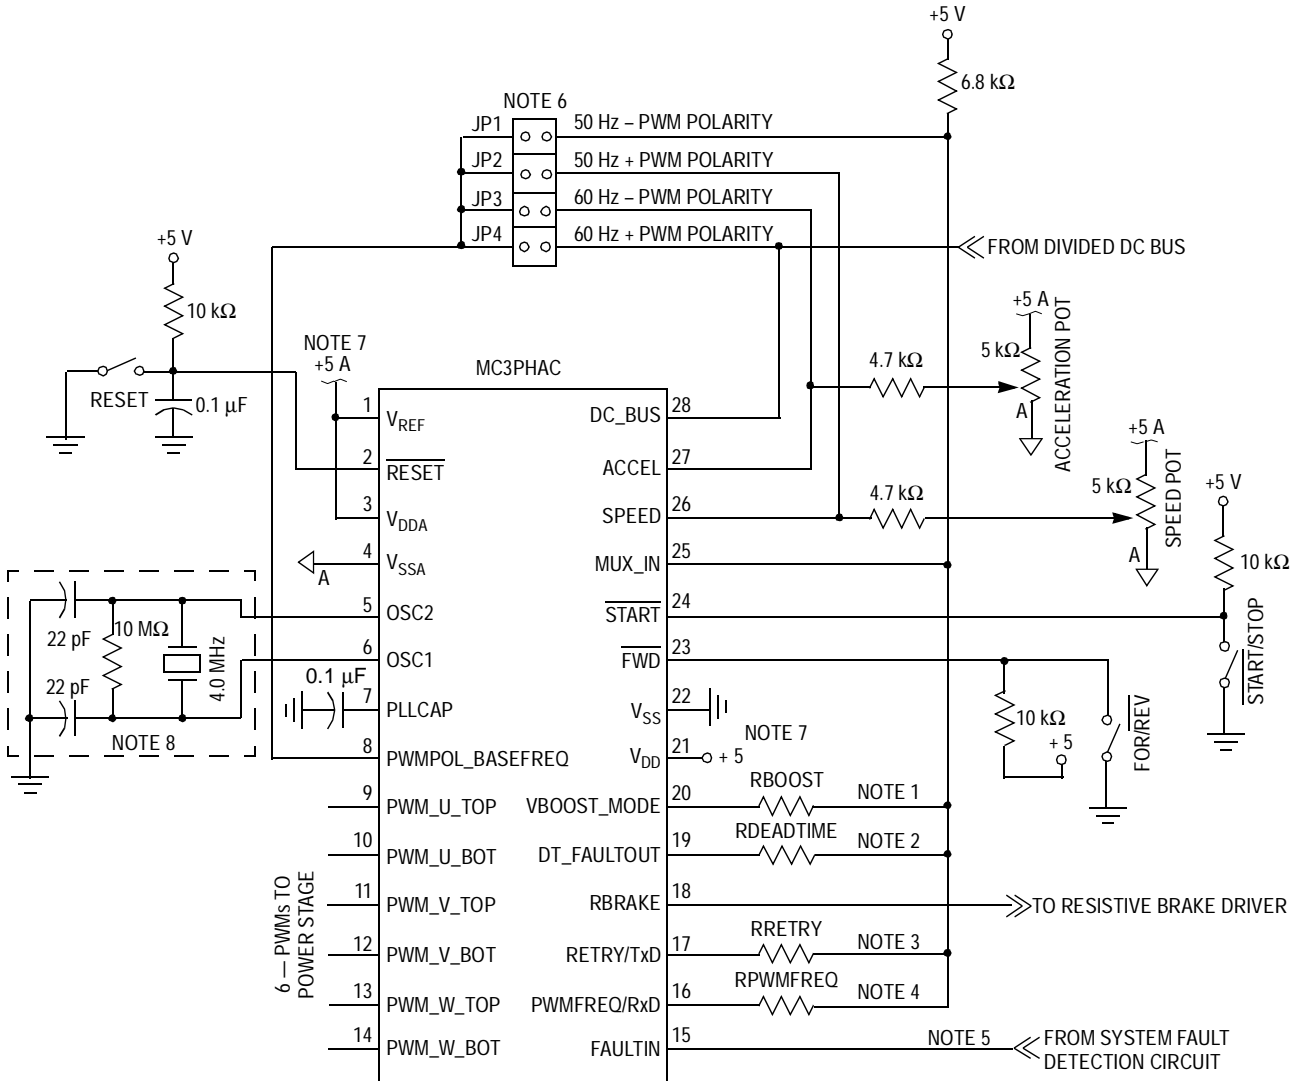 +5 V
6.8 kΩ
NOTE 6
JP1
50 Hz – PWM POLARITY
JP2
50 Hz + PWM POLARITY
JP3
60 Hz – PWM POLARITY
JP4
60 Hz + PWM POLARITY
FROM DIVIDED DC BUS
+5 V
10 kΩ
RESET
0.1 µF
NOTE 7
+5 A
MC3PHAC
4.7 kΩ
+5 A
5 kΩ
A
ACCELERATION POT
4.7 kΩ
+5 A
5 kΩ
A
SPEED POT
+5 V
10 kΩ
START/STOP
1
VREF
2
RESET
3
VDDA
4
VSSA
A
5
OSC2
6
OSC1
0.1 µF
7
PLLCAP
8
PWMPOL_BASEFREQ
9
PWM_U_TOP
10
PWM_U_BOT
11
PWM_V_TOP
12
PWM_V_BOT
13
PWM_W_TOP
14
PWM_W_BOT
22 pF
10 MΩ
4.0 MHz
22 pF
NOTE 8
6 — PWMs TO
POWER STAGE
DC_BUS
28
ACCEL
27
SPEED
26
MUX_IN
25
START
24
FWD
23
VSS
22
VDD
21
+ 5
NOTE 7
10 kΩ
+ 5
FOR/REV
VBOOST_MODE
20
RBOOST
NOTE 1
DT_FAULTOUT
19
RDEADTIME
NOTE 2
RBRAKE
18
TO RESISTIVE BRAKE DRIVER
RETRY/TxD
17
RRETRY
NOTE 3
PWMFREQ/RxD
16
RPWMFREQ
NOTE 4
FAULTIN
15
NOTE 5
FROM SYSTEM FAULT
DETECTION CIRCUIT